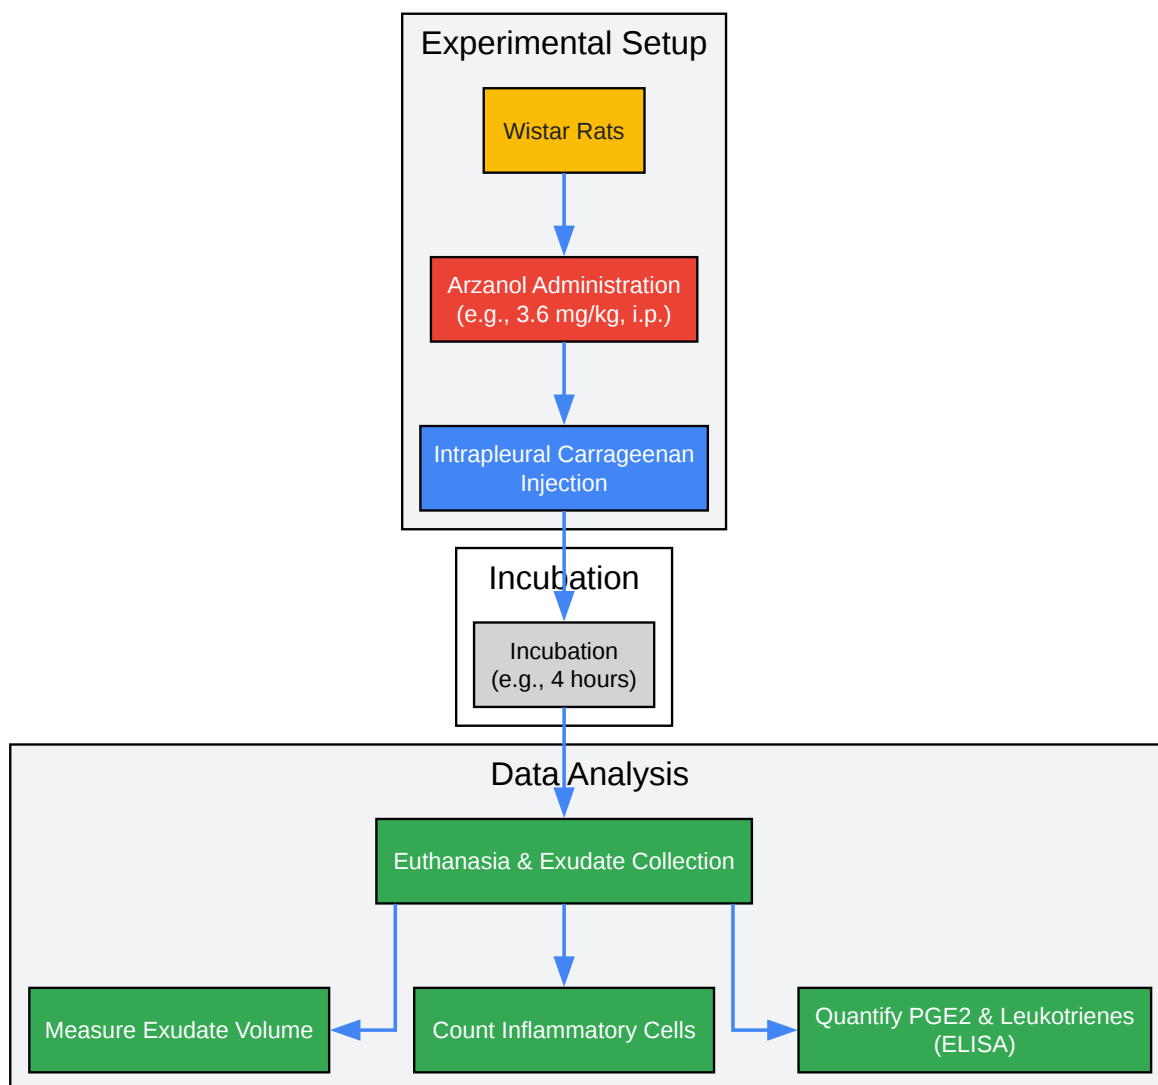 Experimental Setup
Wistar Rats
Arzanol Administration
(e.g., 3.6 mg/kg, i.p.)
Intrapleural Carrageenan
Injection
Incubation
Incubation
(e.g., 4 hours)
Data Analysis
Euthanasia & Exudate Collection
Measure Exudate Volume
Count Inflammatory Cells
Quantify PGE2 & Leukotrienes
(ELISA)